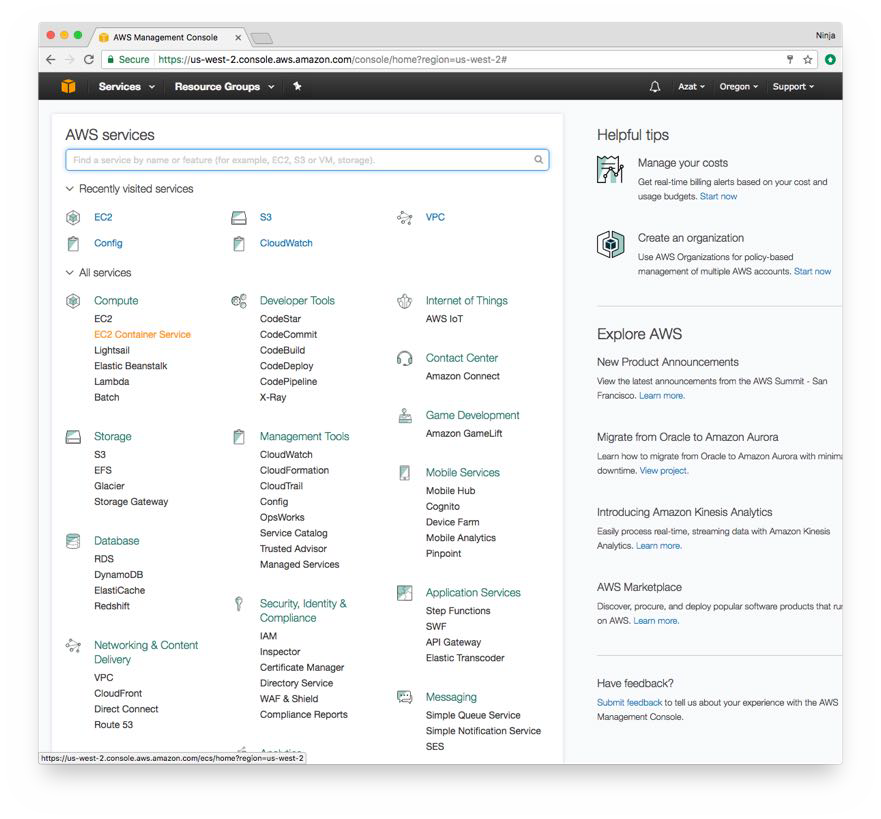 AWS Management Console
Ninja
Secure https://us-west-2.console.aws.amazon.com/console/home?region=us-west-2#
Services Resource Groups Azat Oregon Support
AWS services
Find a service by name or feature (for example, EC2, S3 or VM, storage).
Recently visited services
EC2 S3 VPC
Config CloudWatch
All services
Compute
EC2
EC2 Container Service
Lightsail
Elastic Beanstalk
Lambda
Batch
Storage
S3
EFS
Glacier
Storage Gateway
Database
RDS
DynamoDB
ElastiCache
Redshift
Networking & Content
Delivery
VPC
CloudFront
Direct Connect
Route 53
Developer Tools
CodeStar
CodeCommit
CodeBuild
CodeDeploy
CodePipeline
X-Ray
Management Tools
CloudWatch
CloudFormation
CloudTrail
Config
OpsWorks
Service Catalog
Trusted Advisor
Managed Services
Security, Identity &
Compliance
IAM
Inspector
Certificate Manager
Directory Service
WAF & Shield
Compliance Reports
Internet of Things
AWS IoT
Contact Center
Amazon Connect
Game Development
Amazon GameLift
Mobile Services
Mobile Hub
Cognito
Device Farm
Mobile Analytics
Pinpoint
Application Services
Step Functions
SWF
API Gateway
Elastic Transcoder
Messaging
Simple Queue Service
Simple Notification Service
SES
Helpful tips
Manage your costs
Get real-time billing alerts based on your cost and
usage budgets. Start now
Create an organization
Use AWS Organizations for policy-based
management of multiple AWS accounts. Start now
Explore AWS
New Product Announcements
View the latest announcements from the AWS Summit - San
Francisco. Learn more.
Migrate from Oracle to Amazon Aurora
Learn how to migrate from Oracle to Amazon Aurora with
downtime. View project.
Introducing Amazon Kinesis Analytics
Easily process real-time, streaming data with Amazon Kinesis
Analytics. Learn more.
AWS Marketplace
Discover, procure, and deploy popular software products that
on AWS. Learn more.
Have feedback?
Submit feedback to tell us about your experience with the AWS
Management Console.
https://us-west-2.console.aws.amazon.com/ecs/home?region=us-west-2